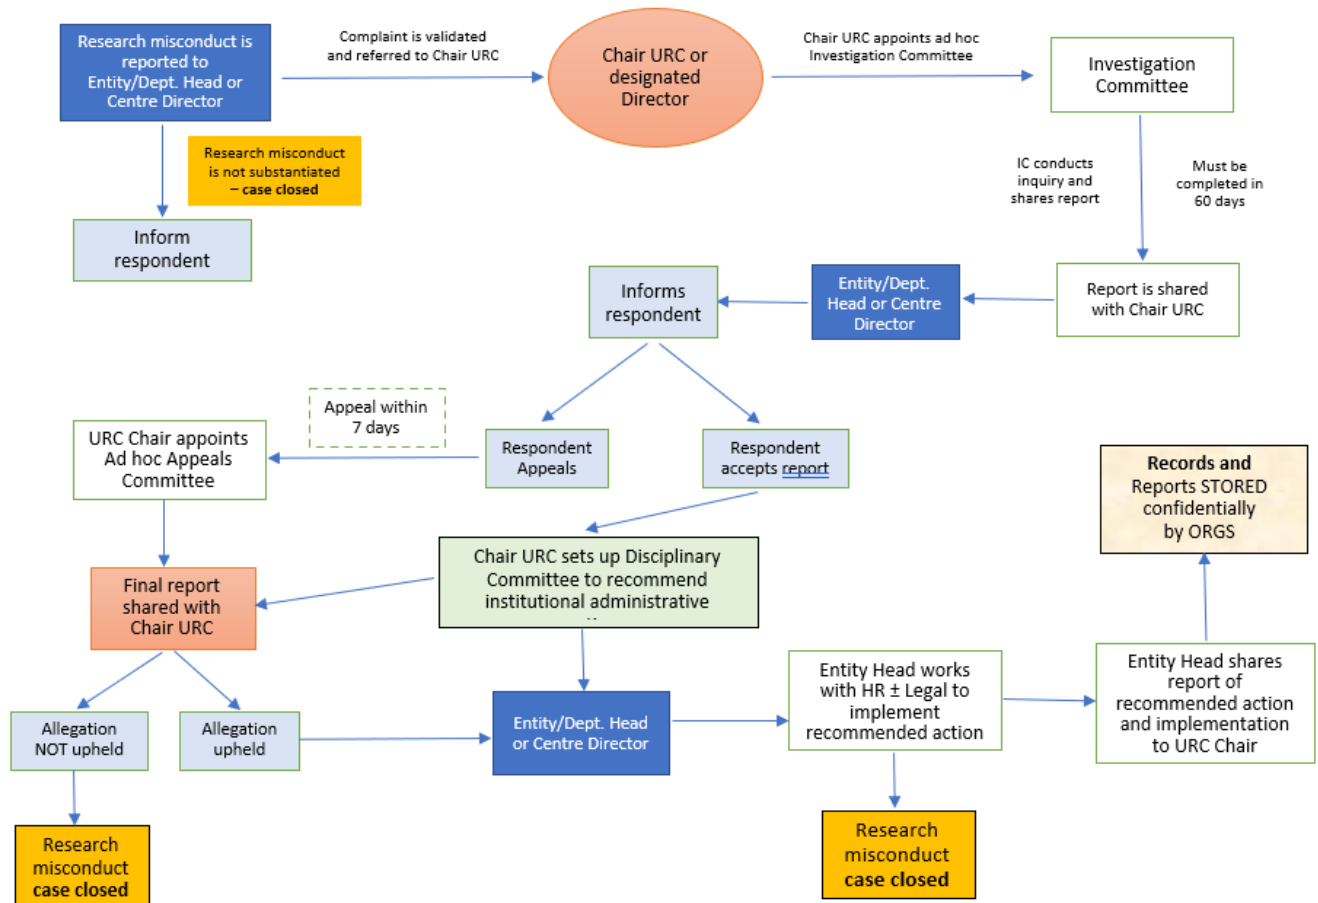 Research misconduct is
reported to
Entity/Dept. Head or
Centre Director
Complaint is validated
and referred to Chair URC
Chair URC or
designated
Director
Chair URC appoints ad hoc
Investigation Committee
Investigation
Committee
Research misconduct
is not substantiated
– case closed
Inform
respondent
IC conducts
inquiry and
shares report
Must be
completed in
60 days
Report is shared
with Chair URC
Entity/Dept.
Head or Centre
Director
Informs
respondent
Appeal within
7 days
Respondent
Appeals
Respondent
accepts report
URC Chair appoints
Ad hoc Appeals
Committee
Chair URC sets up Disciplinary
Committee to recommend
institutional administrative
Final report
shared with
Chair URC
Allegation
NOT upheld
Allegation
upheld
Entity/Dept. Head
or Centre Director
Entity Head works
with HR ± Legal to
implement
recommended action
Entity Head shares
report of
recommended action
and implementation
to URC Chair
Records and
Reports STORED
confidentially
by ORGS
Research
misconduct
case closed
Research
misconduct
case closed